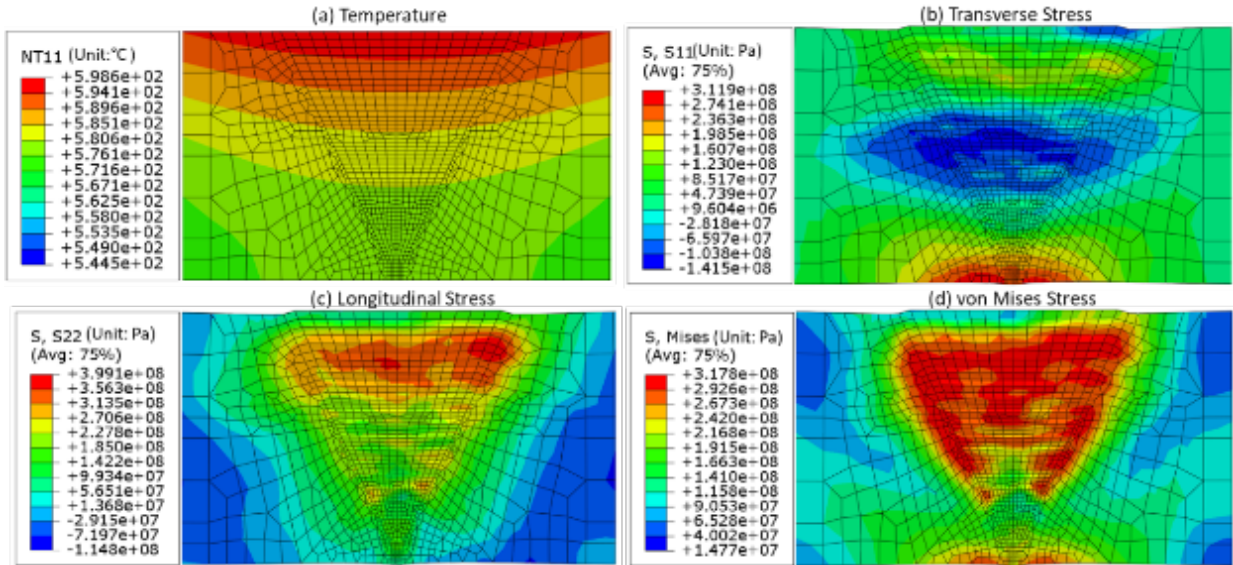 (a) Temperature
NT11 (Unit:℃)
+5.986e+02
+5.941e+02
+5.896e+02
+5.851e+02
+5.806e+02
+5.761e+02
+5.716e+02
+5.671e+02
+5.625e+02
+5.580e+02
+5.535e+02
+5.490e+02
+5.445e+02
(b) Transverse Stress
S, S11(Unit: Pa)
(Avg: 75%)
+3.119e+08
+2.741e+08
+2.363e+08
+1.985e+08
+1.607e+08
+1.230e+08
+8.517e+07
+4.739e+07
+9.604e+06
-2.818e+07
-6.597e+07
-1.038e+08
-1.415e+08
(c) Longitudinal Stress
S, S22 (Unit: Pa)
(Avg: 75%)
+3.991e+08
+3.563e+08
+3.135e+08
+2.706e+08
+2.278e+08
+1.850e+08
+1.422e+08
+9.934e+07
+5.651e+07
+1.368e+07
-2.915e+07
-7.197e+07
-1.148e+08
(d) von Mises Stress
S, Mises (Unit: Pa)
(Avg: 75%)
+3.178e+08
+2.926e+08
+2.673e+08
+2.420e+08
+2.168e+08
+1.915e+08
+1.663e+08
+1.410e+08
+1.158e+08
+9.053e+07
+6.528e+07
+4.002e+07
+1.477e+07